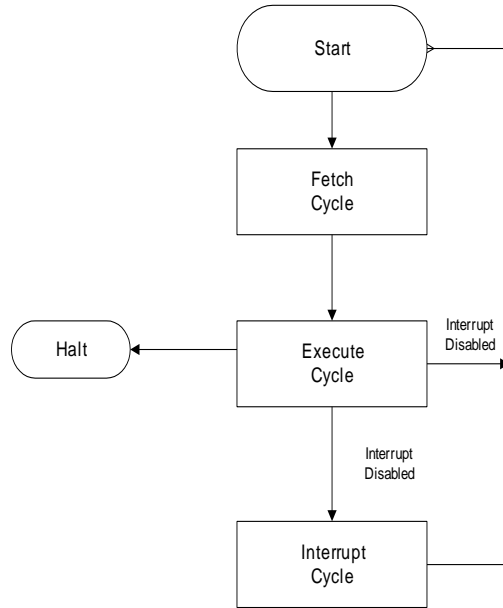 Start
Fetch
Cycle
Halt
Execute
Cycle
Interrupt
Disabled
Interrupt
Disabled
Interrupt
Cycle